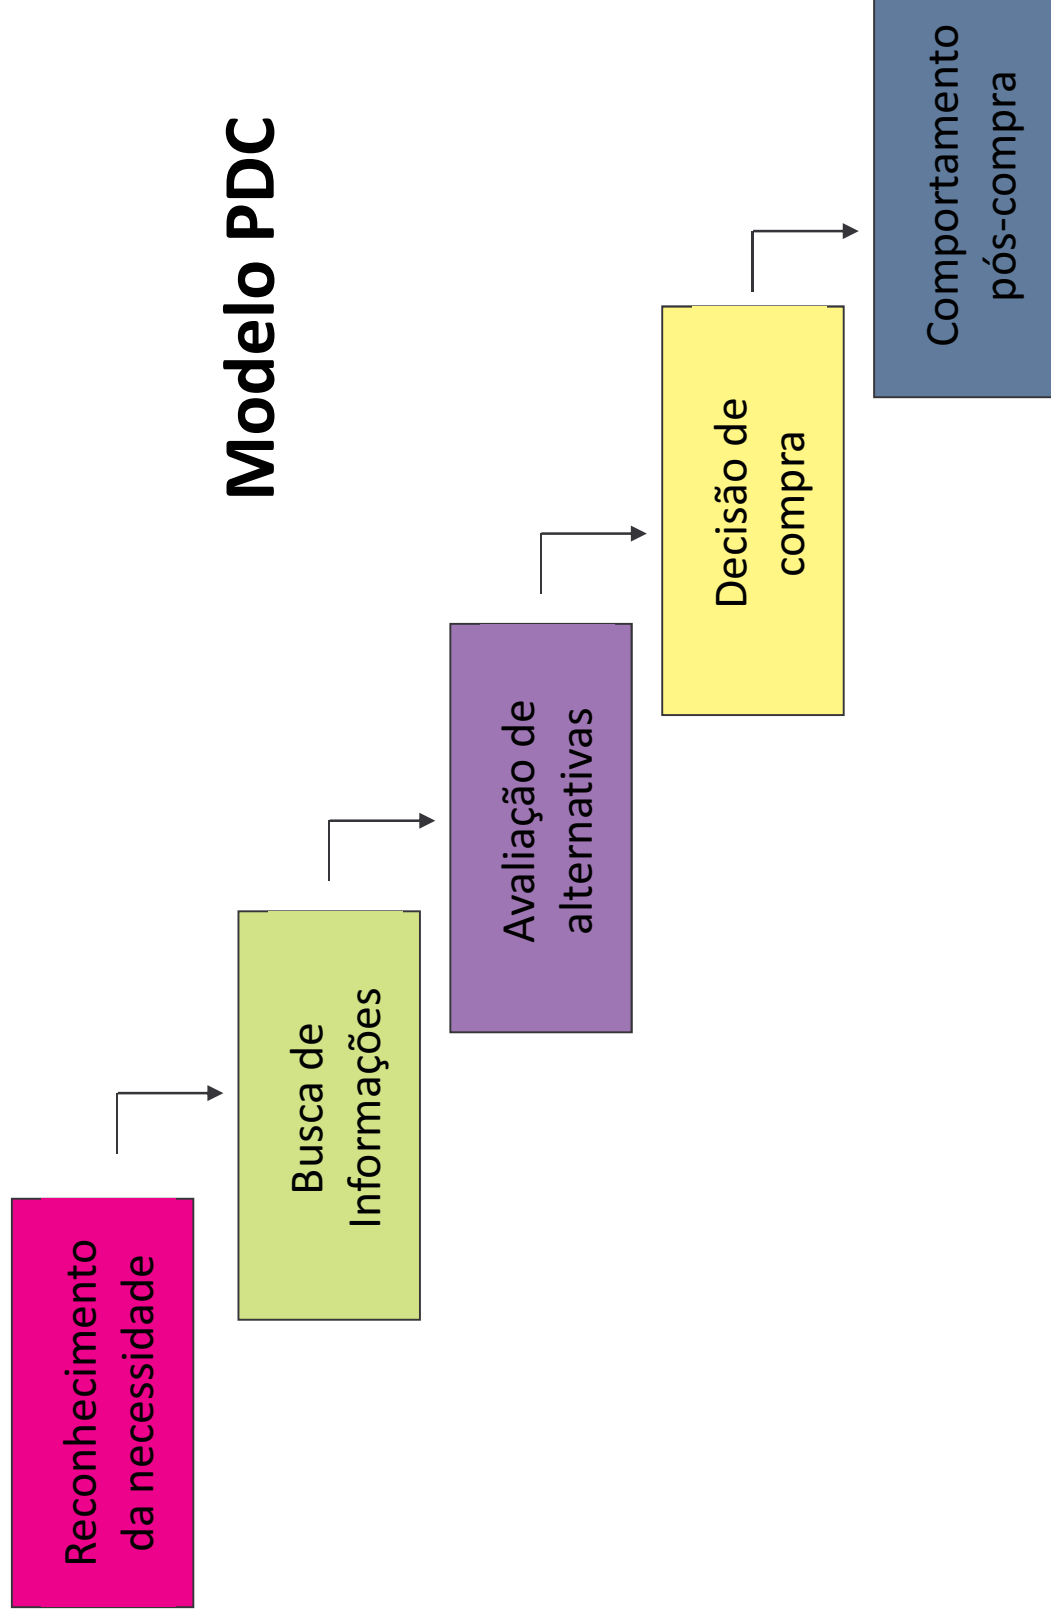 Modelo PDC
Reconhecimento
da necessidade
Busca de
Informações
Avaliação de
alternativas
Decisão de
compra
Comportamento
pós-compra